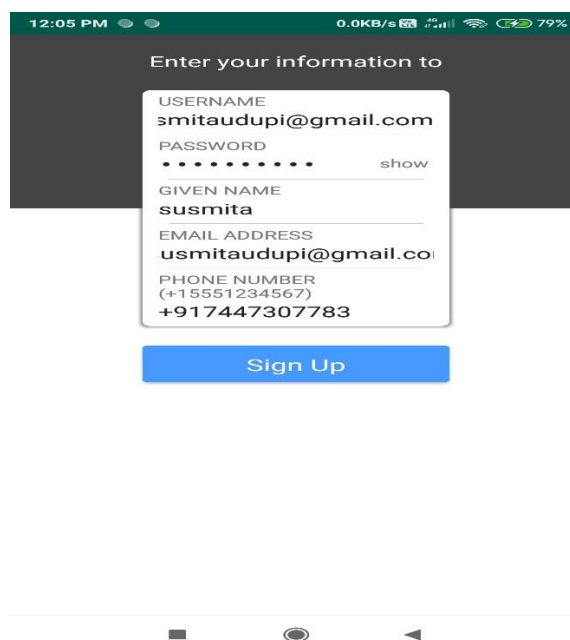 12:05 PM 0.0KB/s 79%
Enter your information to
USERNAME
smitaudupi@gmail.com
PASSWORD
•••••••••• show
GIVEN NAME
susmita
EMAIL ADDRESS
usmitaudupi@gmail.co
PHONE NUMBER
(+15551234567)
+917447307783
Sign Up